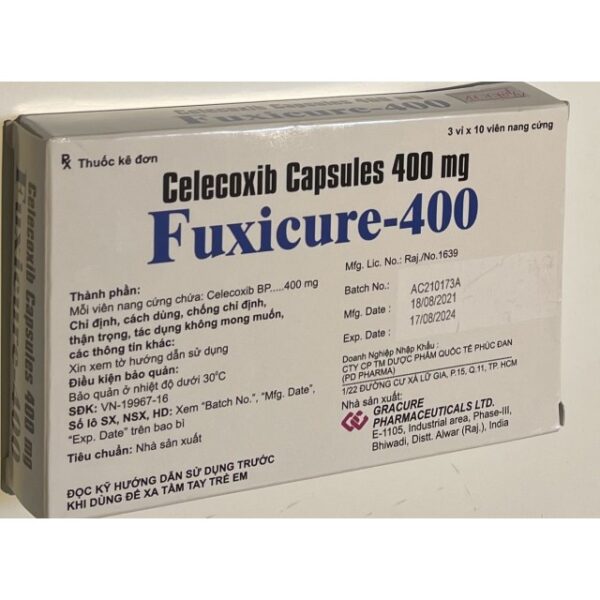 Celecoxib Capsules 400 mg
Fuxicure-400
℞ Thuốc kê đơn
3 vỉ x 10 viên nang cứng
Celecoxib Capsules 400 mg
Fuxicure-400
Thành phần:
Mỗi viên nang cứng chứa: Celecoxib BP.....400 mg
Chỉ định, cách dùng, chống chỉ định,
thận trọng, tác dụng không mong muốn,
các thông tin khác:
Xin xem tờ hướng dẫn sử dụng
Điều kiện bảo quản:
Bảo quản ở nhiệt độ dưới 30°C
SĐK: VN-19967-16
Số lô SX, NSX, HD: Xem "Batch No.", "Mfg. Date",
"Exp. Date" trên bao bì
Tiêu chuẩn: Nhà sản xuất
ĐỌC KỸ HƯỚNG DẪN SỬ DỤNG TRƯỚC
KHI DÙNG ĐỂ XA TẦM TAY TRẺ EM
Mfg. Lic. No.: Raj./No.1639
Batch No.: AC210173A
Mfg. Date : 18/08/2021
Exp. Date : 17/08/2024
Doanh Nghiệp Nhập Khẩu :
CTY CP TM DƯỢC PHẨM QUỐC TẾ PHÚC ĐAN
(PD PHARMA)
1/22 ĐƯỜNG CƯ XÁ LỮ GIA, P.15, Q.11, TP. HCM
Nhà sản xuất:
GRACURE
PHARMACEUTICALS LTD.
E-1105, Industrial area, Phase-III,
Bhiwadi, Distt. Alwar (Raj.), India
Celecoxib Capsules 400 mg
Fuxicure-400